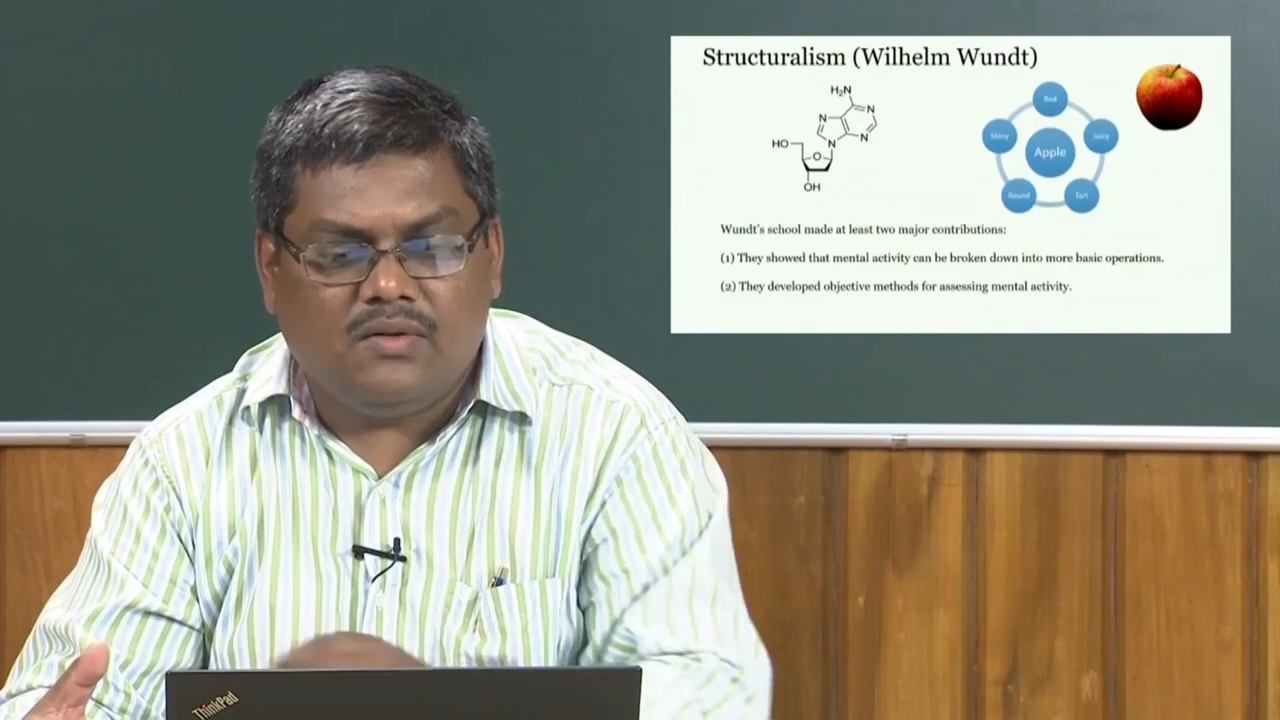 Structuralism (Wilhelm Wundt)
H₂N
N
N
N
N
HO
O
OH
Red
Shiny
Juicy
Apple
Round
Tart
Wundt's school made at least two major contributions:
(1) They showed that mental activity can be broken down into more basic operations.
(2) They developed objective methods for assessing mental activity.
ThinkPad